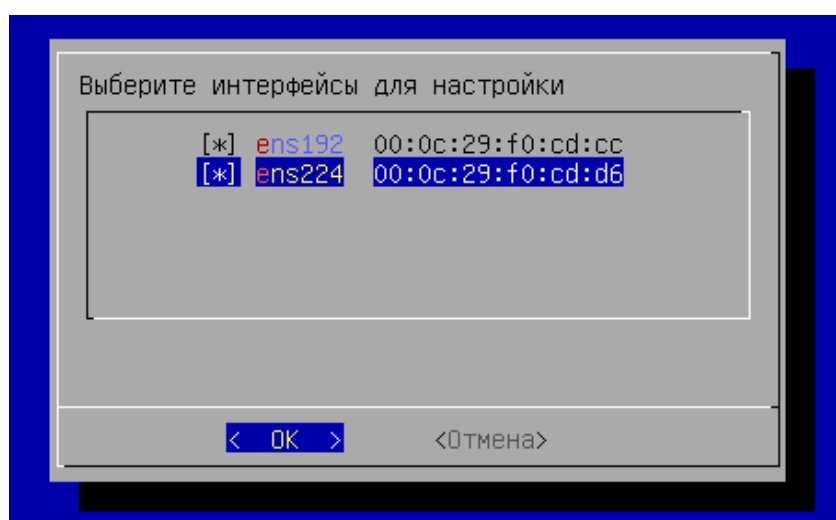 Выберите интерфейсы для настройки
[*] ens192 00:0c:29:f0:cd:cc
[*] ens224 00:0c:29:f0:cd:d6
< OK > <Отмена>